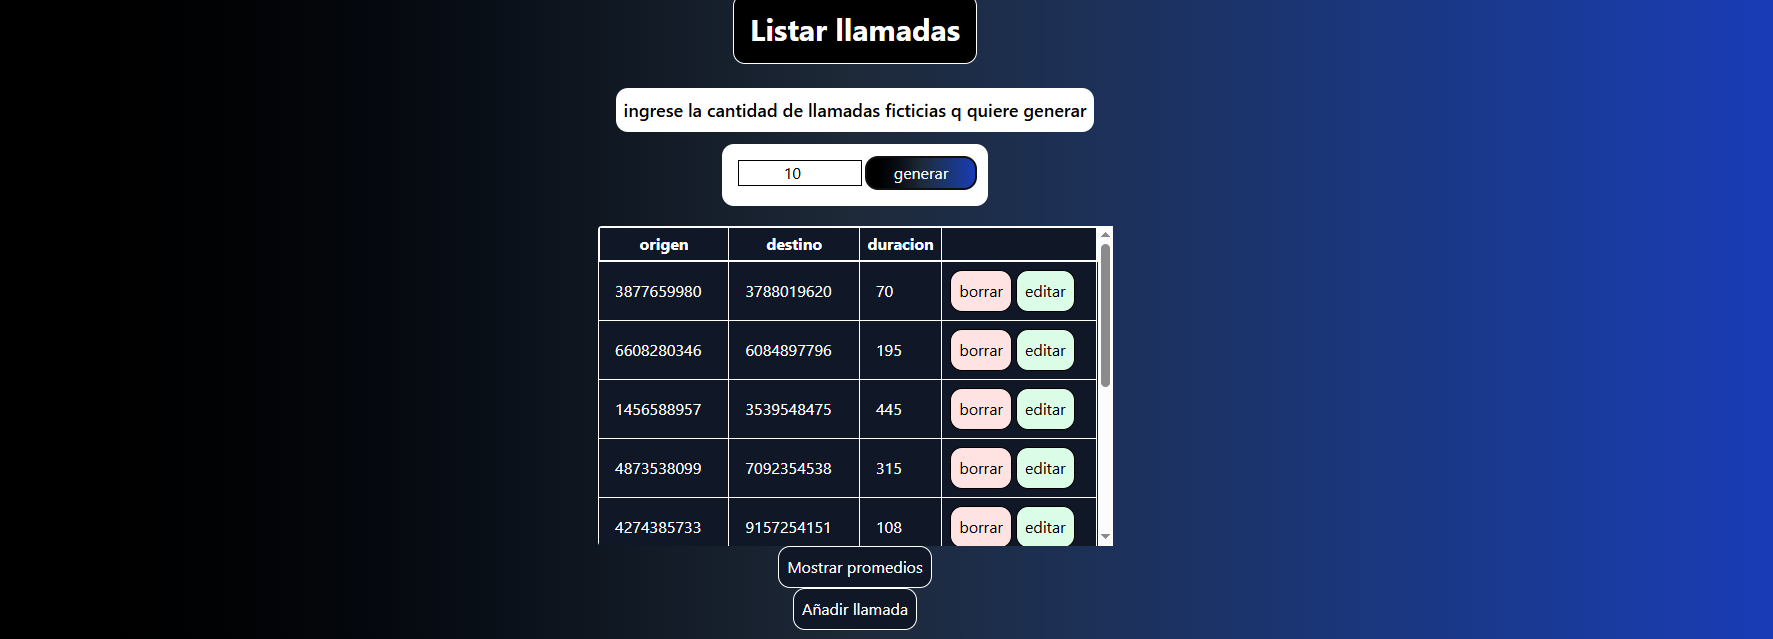 Listar llamadas
ingrese la cantidad de llamadas ficticias q quiere generar
10 generar
origen destino duracion
3877659980 3788019620 70 borrar editar
6608280346 6084897796 195 borrar editar
1456588957 3539548475 445 borrar editar
4873538099 7092354538 315 borrar editar
4274385733 9157254151 108 borrar editar
Mostrar promedios
Añadir llamada